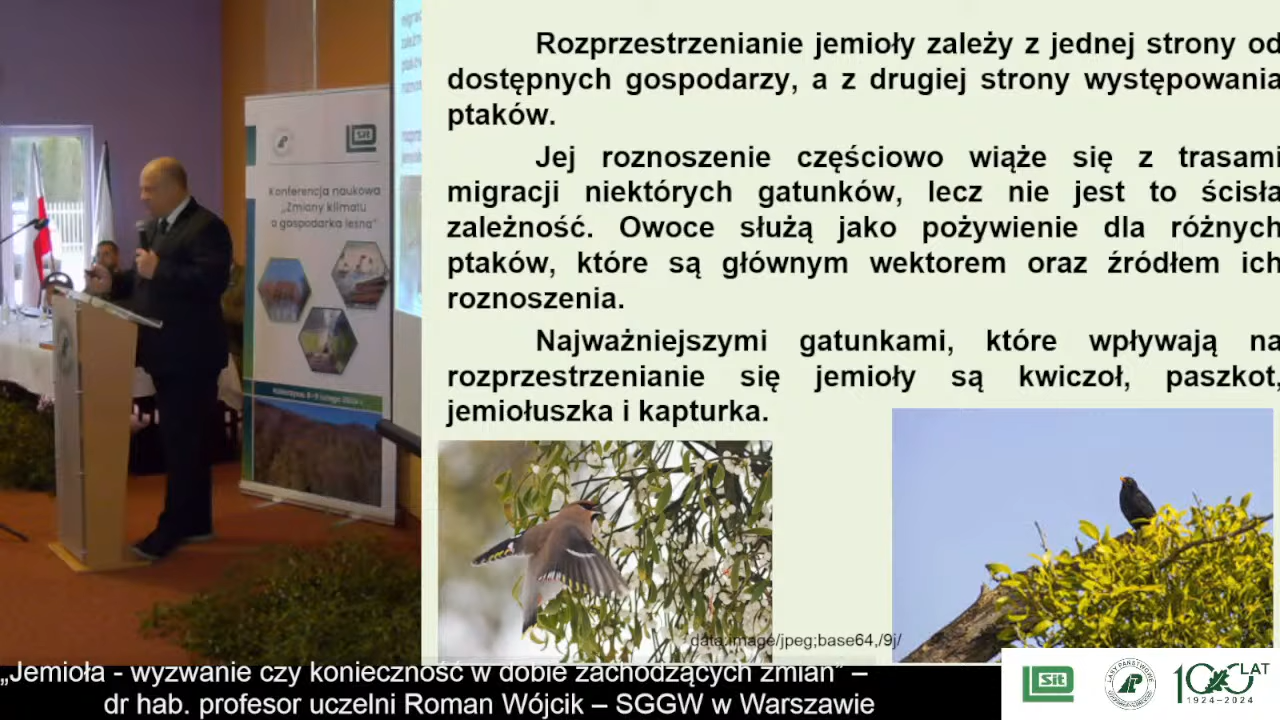 Rozprzestrzenianie jemioły zależy z jednej strony od
dostępnych gospodarzy, a z drugiej strony występowania
ptaków.
Jej roznoszenie częściowo wiąże się z trasami
migracji niektórych gatunków, lecz nie jest to ścisła
zależność. Owoce służą jako pożywienie dla różnych
ptaków, które są głównym wektorem oraz źródłem ich
roznoszenia.
Najważniejszymi gatunkami, które wpływają na
rozprzestrzenianie się jemioły są kwiczoł, paszkot,
jemiołuszka i kapturka.
data:image/jpeg;base64,/9j/
Sit
Konferencja naukowa
„Zmiany klimatu
a gospodarka leśna"
„Jemioła - wyzwanie czy konieczność w dobie zachodzących zmian” –
dr hab. profesor uczelni Roman Wójcik – SGGW w Warszawie
Sit
LASY PAŃSTWOWE
100 LAT
1924-2024